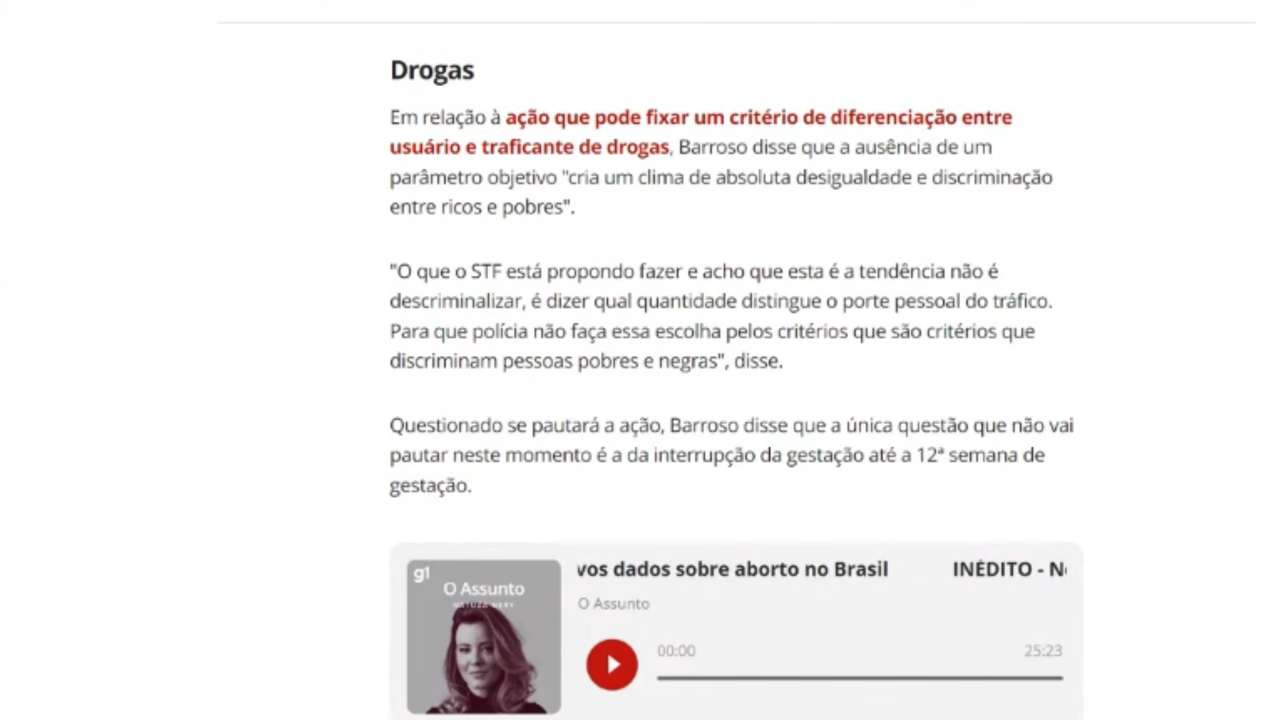 Drogas
Em relação à ação que pode fixar um critério de diferenciação entre
usuário e traficante de drogas, Barroso disse que a ausência de um
parâmetro objetivo "cria um clima de absoluta desigualdade e discriminação
entre ricos e pobres".
"O que o STF está propondo fazer e acho que esta é a tendência não é
descriminalizar, é dizer qual quantidade distingue o porte pessoal do tráfico.
Para que polícia não faça essa escolha pelos critérios que são critérios que
discriminam pessoas pobres e negras", disse.
Questionado se pautará a ação, Barroso disse que a única questão que não vai
pautar neste momento é a da interrupção da gestação até a 12ª semana de
gestação.
g1
O Assunto
vos dados sobre aborto no Brasil INÉDITO - N
O Assunto
00:00 25:23